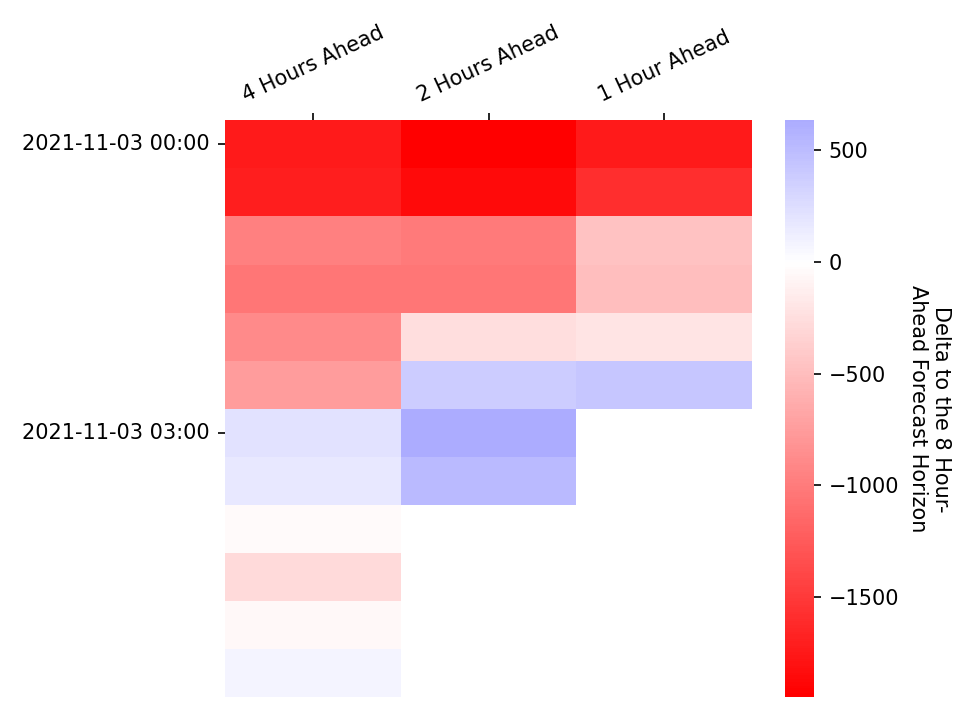 4 Hours Ahead
2 Hours Ahead
1 Hour Ahead
2021-11-03 00:00
2021-11-03 03:00
500
0
−500
−1000
−1500
Delta to the 8 Hour-
Ahead Forecast Horizon